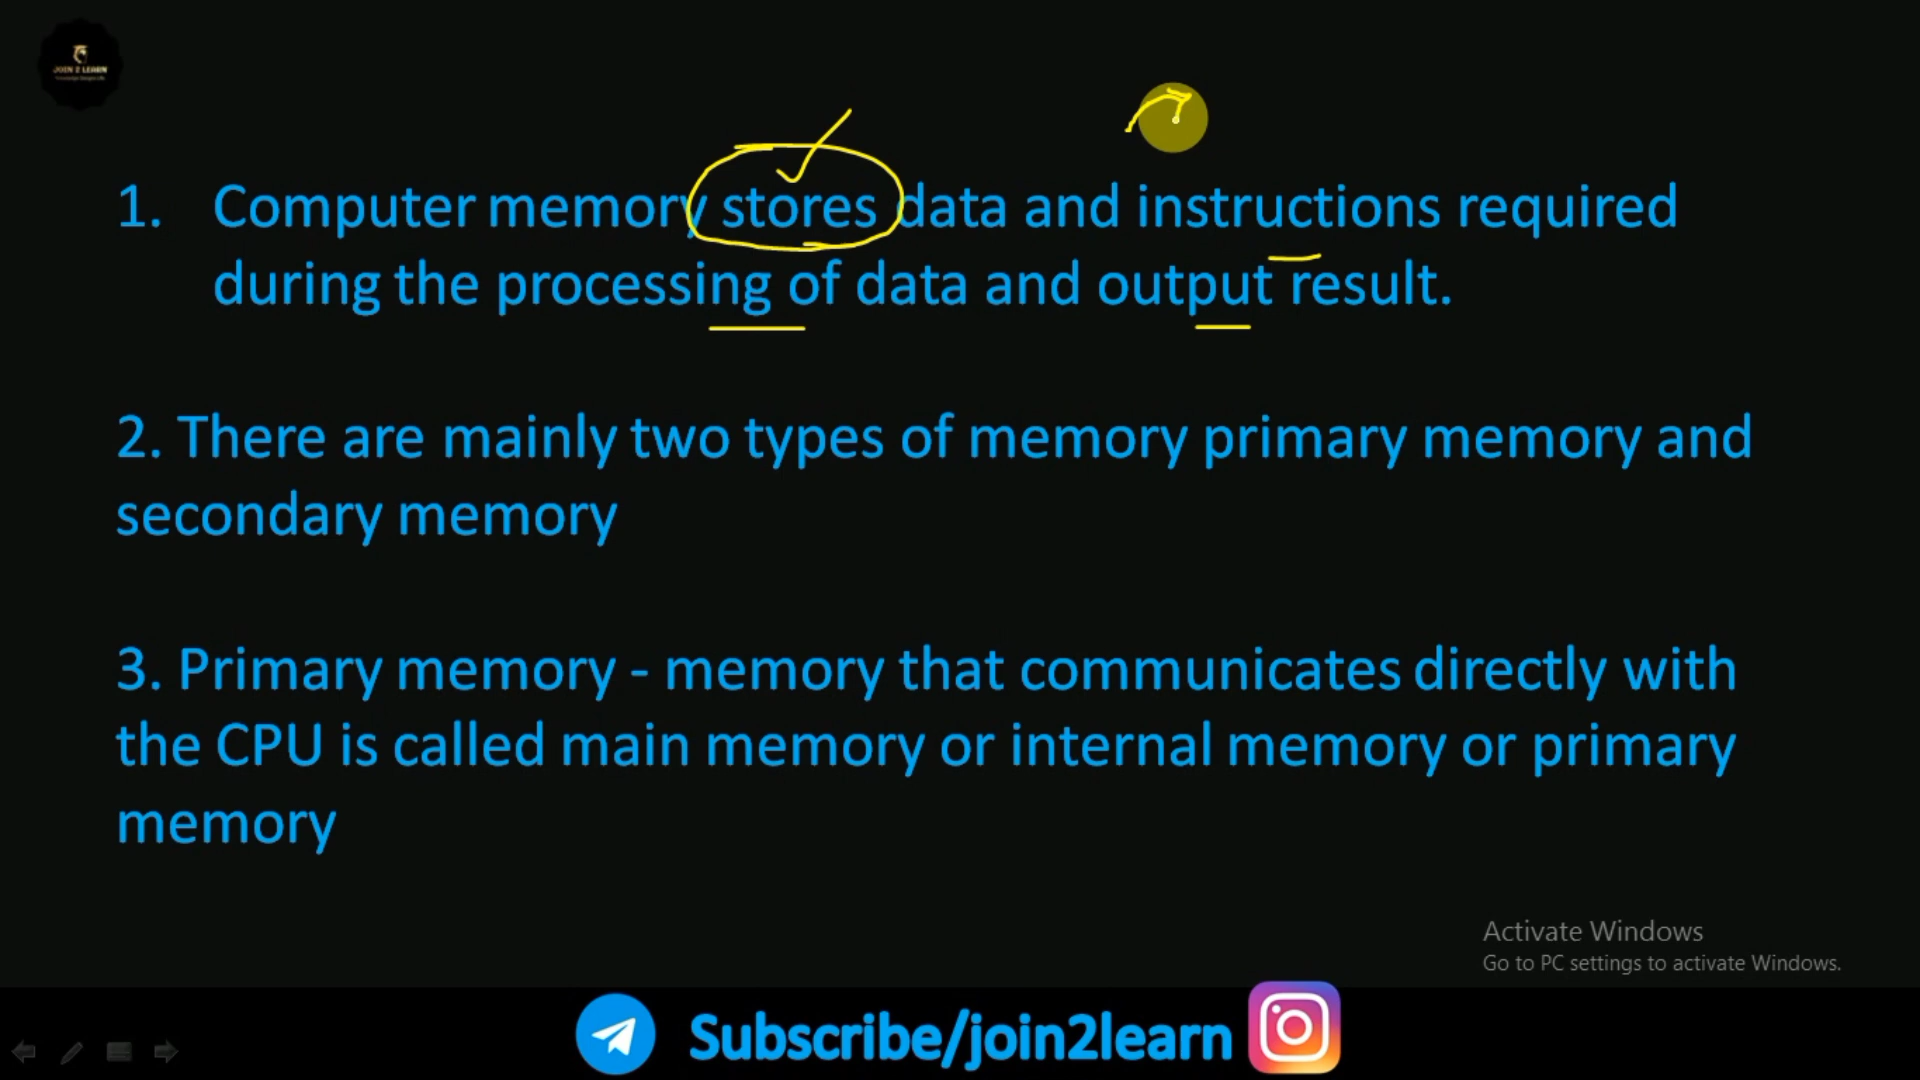 JOIN 2 LEARN
1. Computer memory stores data and instructions required
during the processing of data and output result.
2. There are mainly two types of memory primary memory and
secondary memory
3. Primary memory - memory that communicates directly with
the CPU is called main memory or internal memory or primary
memory
Activate Windows
Go to PC settings to activate Windows.
Subscribe/join2learn